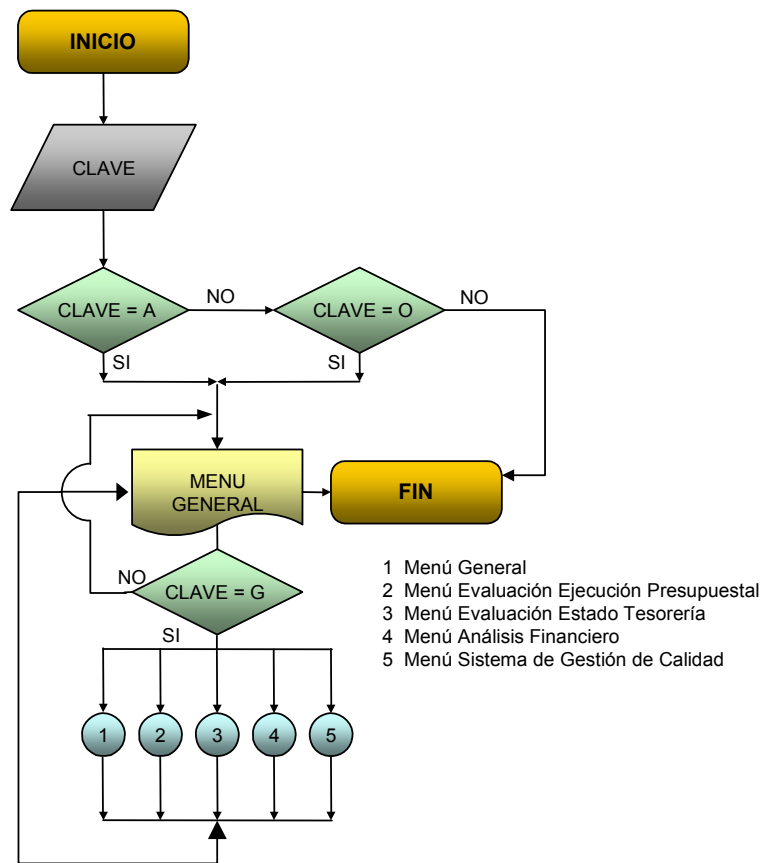 INICIO
CLAVE
CLAVE = A
NO
CLAVE = O
NO
SI
SI
MENU
GENERAL
FIN
NO
CLAVE = G
SI
1 Menú General
2 Menú Evaluación Ejecución Presupuestal
3 Menú Evaluación Estado Tesorería
4 Menú Análisis Financiero
5 Menú Sistema de Gestión de Calidad
1
2
3
4
5